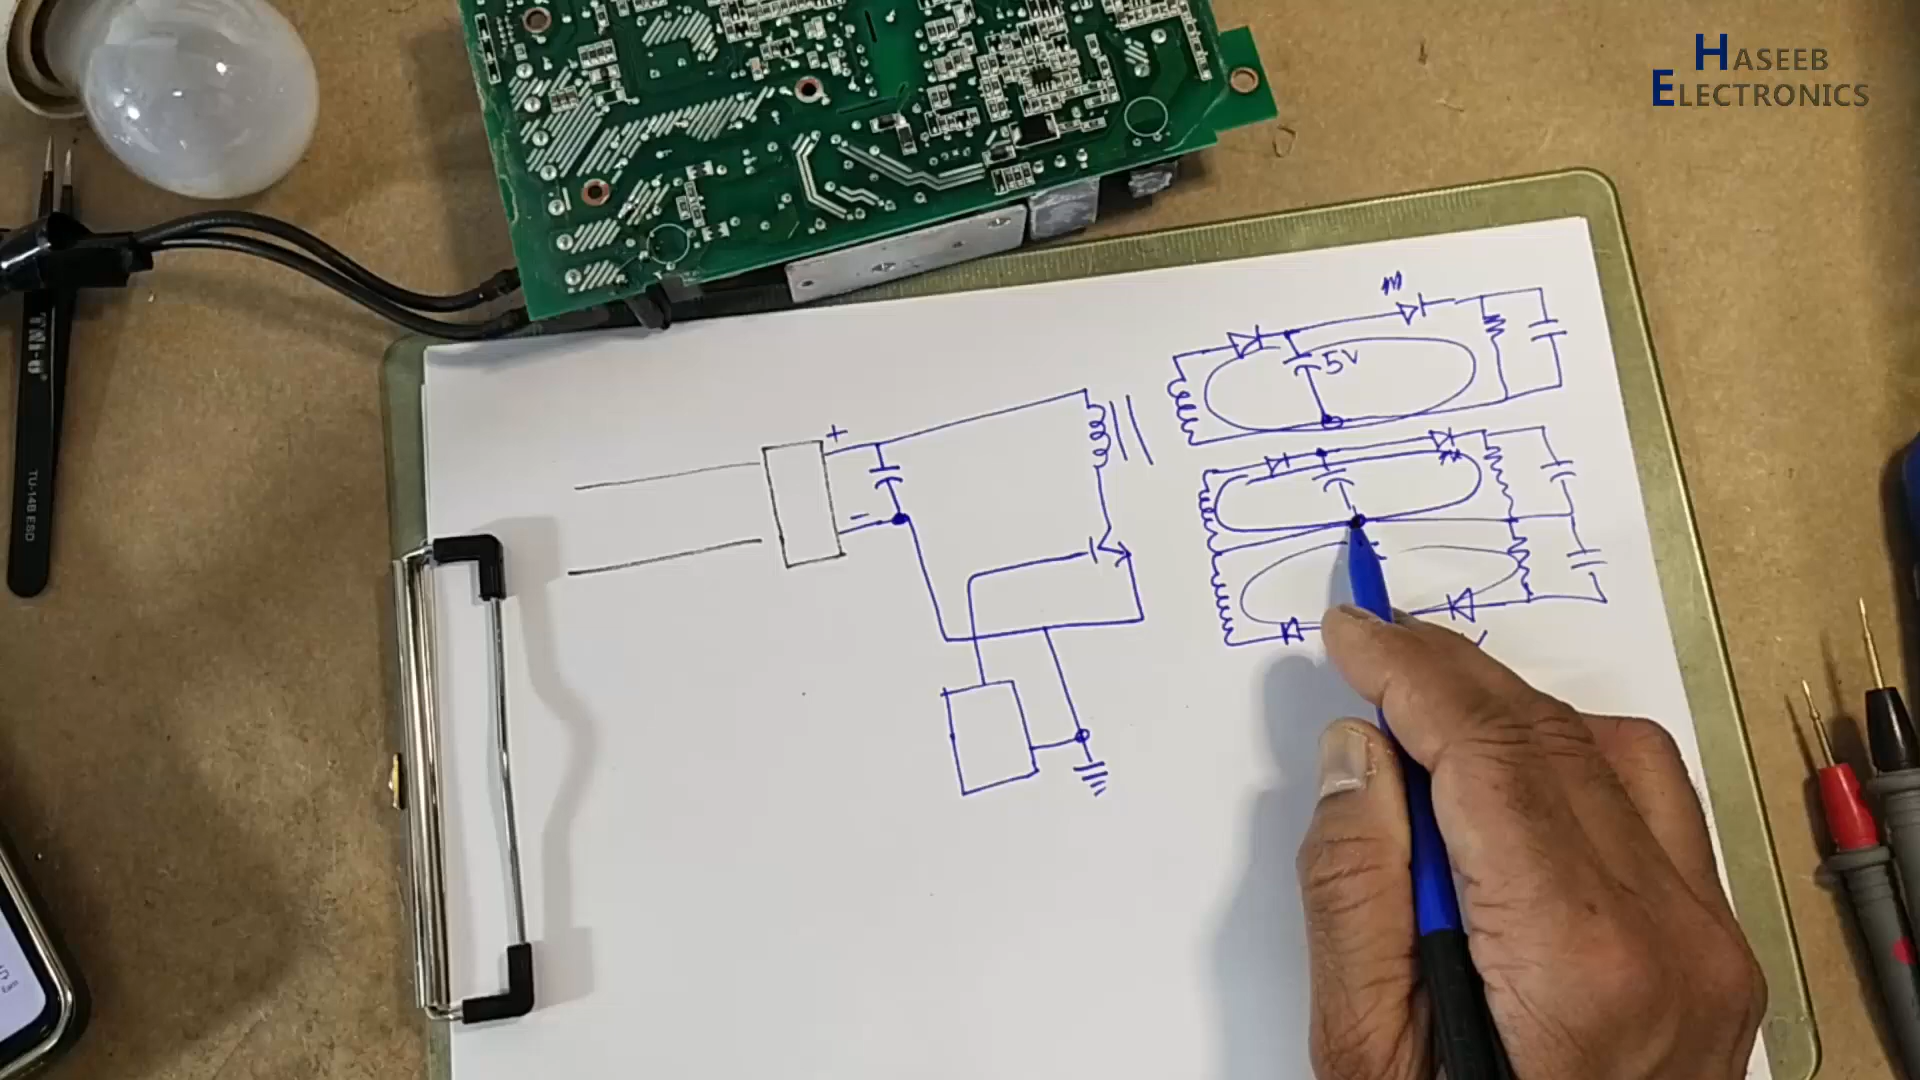 HASEEB
ELECTRONICS
+
5V
−
TU-14B ESD